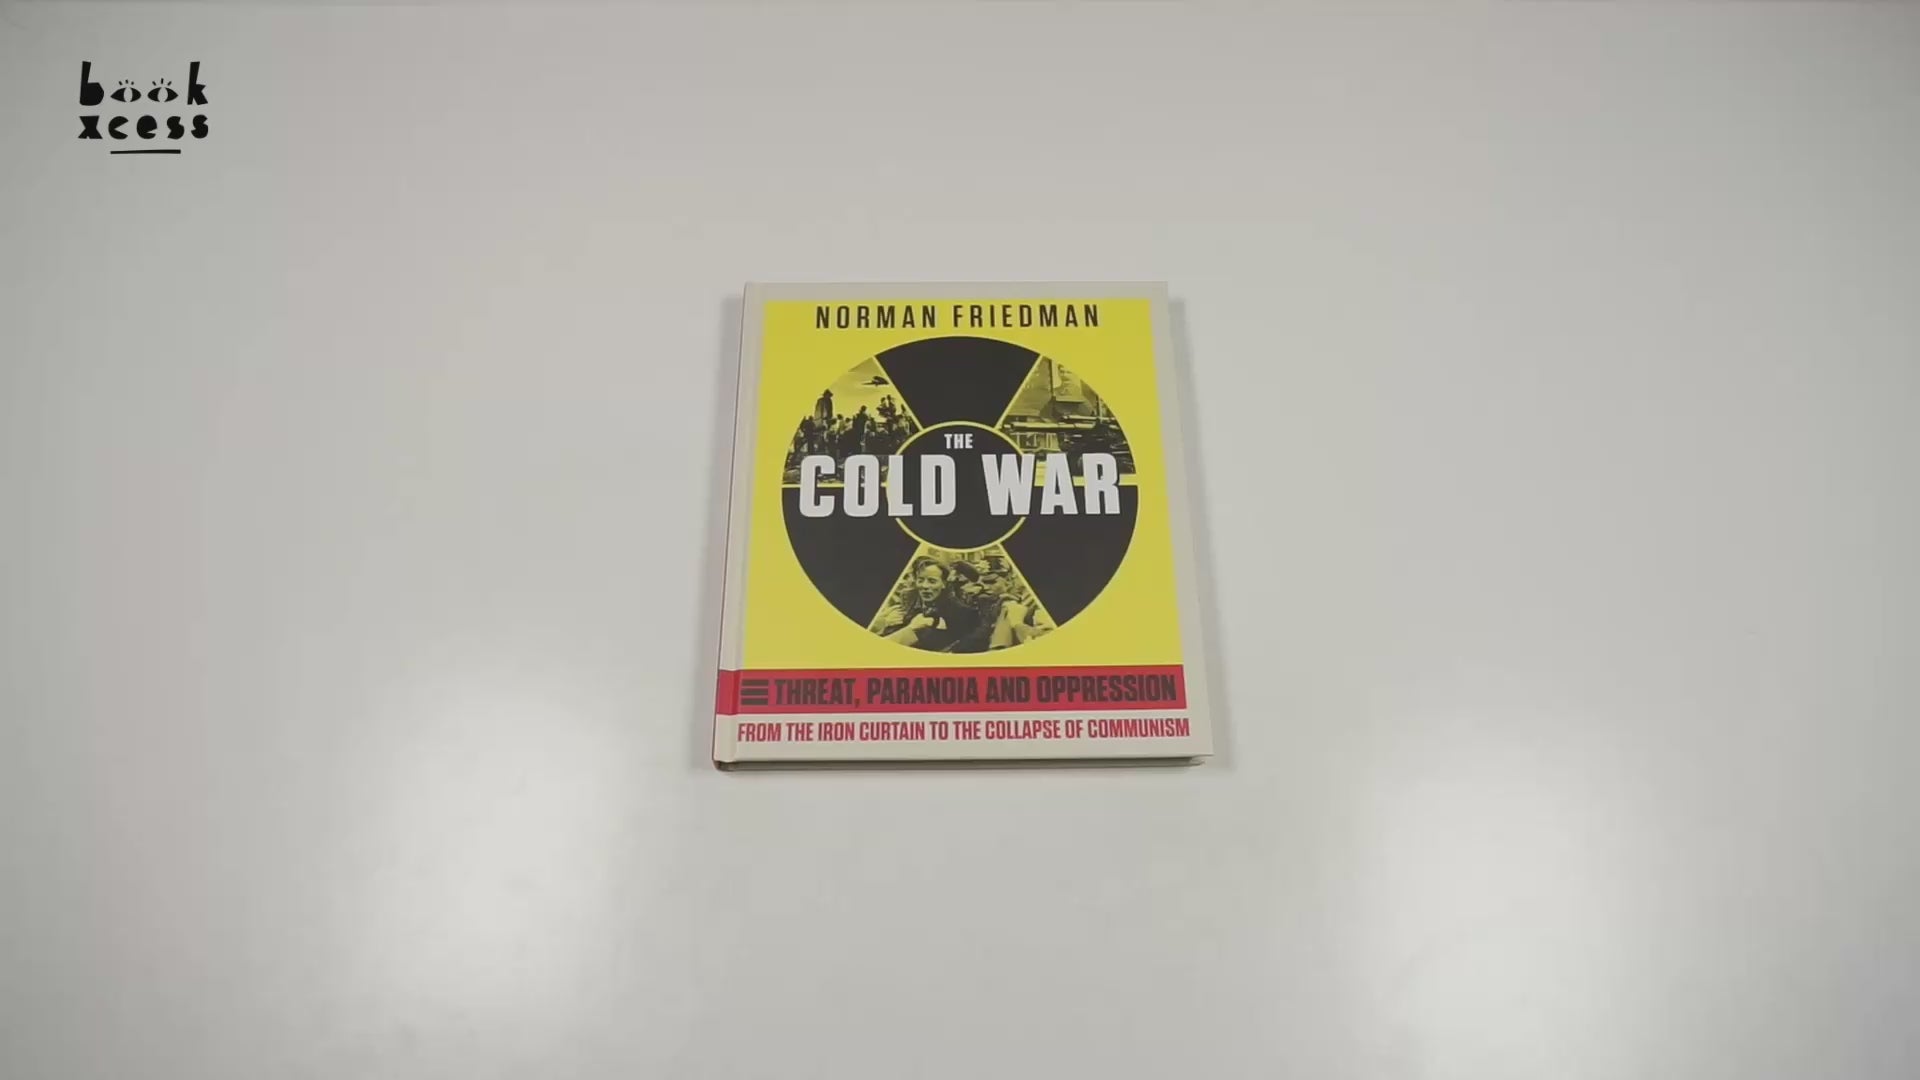 book
xcess
NORMAN FRIEDMAN
THE
COLD WAR
THREAT, PARANOIA AND OPPRESSION
FROM THE IRON CURTAIN TO THE COLLAPSE OF COMMUNISM